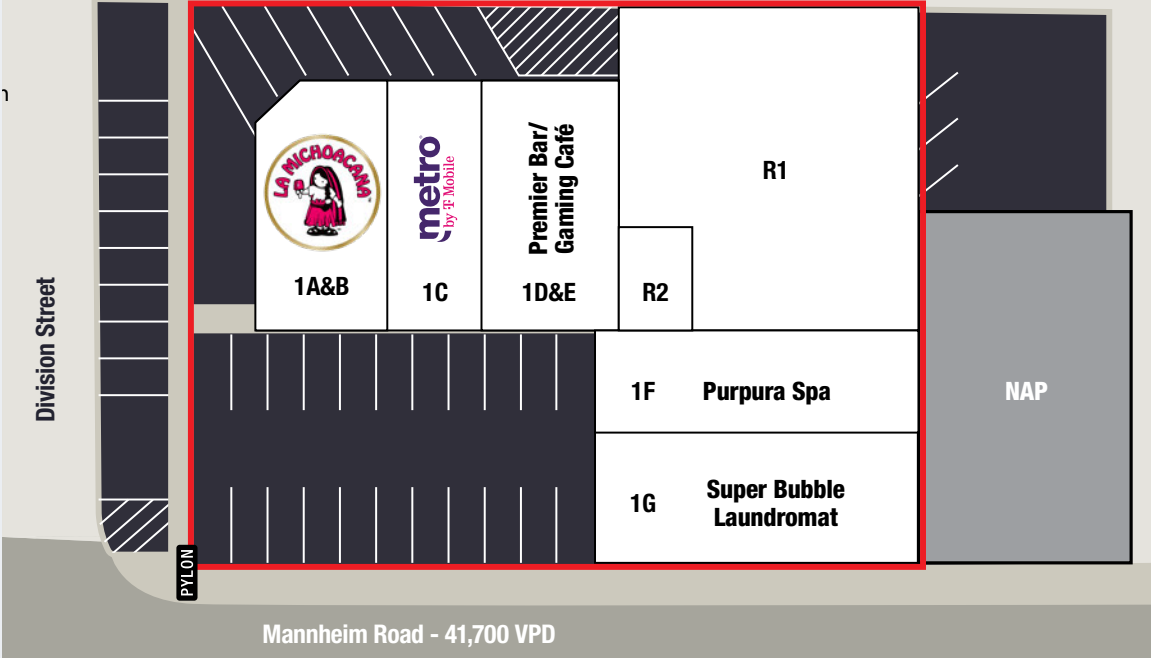 n
LA MICHOACANA
metro
by T Mobile
Premier Bar/
Gaming Café
R1
1A&B
1C
1D&E
R2
Division Street
1F
Purpura Spa
NAP
1G
Super Bubble
Laundromat
PYLON
Mannheim Road - 41,700 VPD